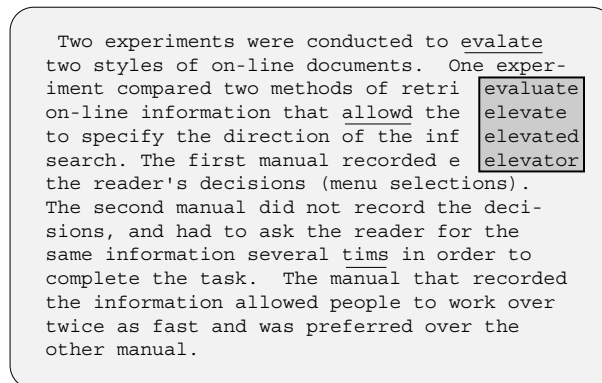 Two experiments were conducted to evalate
two styles of on-line documents.  One exper-
iment compared two methods of retri evaluate
on-line information that allowd the elevate
to specify the direction of the inf elevated
search. The first manual recorded e elevator
the reader's decisions (menu selections).
The second manual did not record the deci-
sions, and had to ask the reader for the
same information several tims in order to
complete the task.  The manual that recorded
the information allowed people to work over
twice as fast and was preferred over the
other manual.